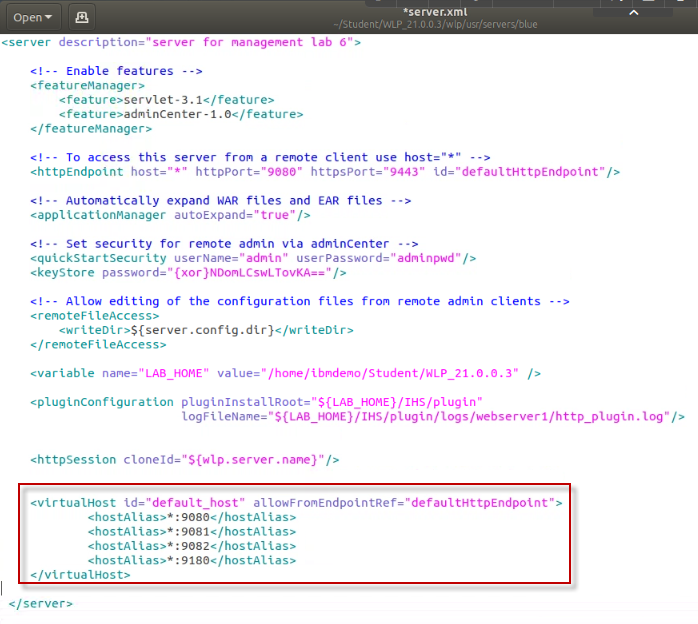 Open
*server.xml
~/Student/WLP_21.0.0.3/wlp/usr/servers/blue
<server description="server for management lab 6">
<!-- Enable features -->
<featureManager>
<feature>servlet-3.1</feature>
<feature>adminCenter-1.0</feature>
</featureManager>
<!-- To access this server from a remote client use host="*" -->
<httpEndpoint host="*" httpPort="9080" httpsPort="9443" id="defaultHttpEndpoint"/>
<!-- Automatically expand WAR files and EAR files -->
<applicationManager autoExpand="true"/>
<!-- Set security for remote admin via adminCenter -->
<quickStartSecurity userName="admin" userPassword="adminpwd"/>
<keyStore password="{xor}NDomLCswLTovKA=="/>
<!-- Allow editing of the configuration files from remote admin clients -->
<remoteFileAccess>
<writeDir>${server.config.dir}</writeDir>
</remoteFileAccess>
<variable name="LAB_HOME" value="/home/ibmdemo/Student/WLP_21.0.0.3" />
<pluginConfiguration pluginInstallRoot="${LAB_HOME}/IHS/plugin"
logFileName="${LAB_HOME}/IHS/plugin/logs/webserver1/http_plugin.log"/>
<httpSession cloneId="${wlp.server.name}"/>
<virtualHost id="default_host" allowFromEndpointRef="defaultHttpEndpoint">
<hostAlias>*:9080</hostAlias>
<hostAlias>*:9081</hostAlias>
<hostAlias>*:9082</hostAlias>
<hostAlias>*:9180</hostAlias>
</virtualHost>
</server>